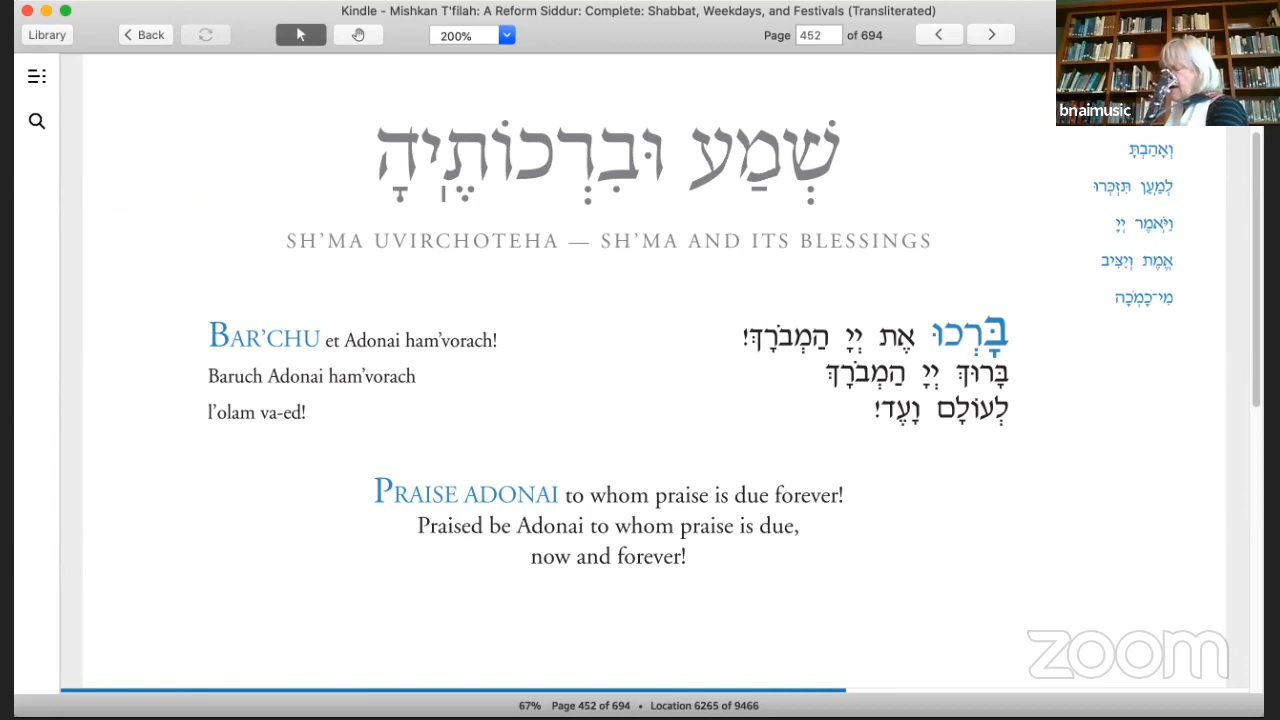 Kindle - Mishkan T'filah: A Reform Siddur: Complete: Shabbat, Weekdays, and Festivals (Transliterated)
Library
Back
200%
Page 452 of 694
bnaimusic
שְׁמַע וּבִרְכוֹתֶֽיהָ
SH'MA UVIRCHOTEHA — SH'MA AND ITS BLESSINGS
וְאָהַבְתָּ
לְמַֽעַן תִּזְכְּרוּ
וַיֹּֽאמֶר יְיָ
אֱמֶת וְיַצִּיב
מִי־כָמֹֽכָה
BAR'CHU et Adonai ham'vorach!
Baruch Adonai ham'vorach
l'olam va-ed!
בָּרְכוּ אֶת יְיָ הַמְבֹרָךְ!
בָּרוּךְ יְיָ הַמְבֹרָךְ
לְעוֹלָם וָעֶד!
PRAISE ADONAI to whom praise is due forever!
Praised be Adonai to whom praise is due,
now and forever!
zoom
67% Page 452 of 694 • Location 6265 of 9466